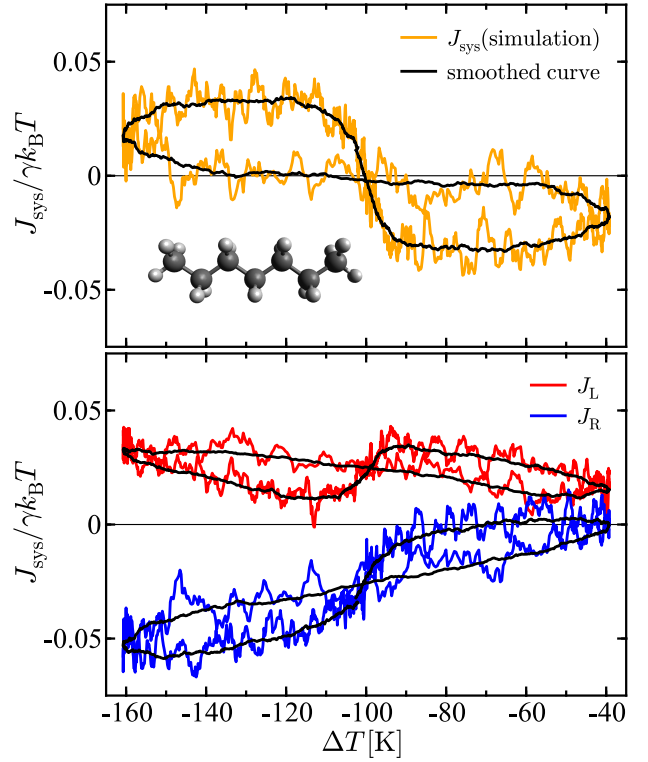 J_sys(simulation)
smoothed curve
0.05
0
-0.05
J_sys/γk_BT
J_L
J_R
0.05
0
-0.05
J_sys/γk_BT
-160 -140 -120 -100 -80 -60 -40
ΔT[K]